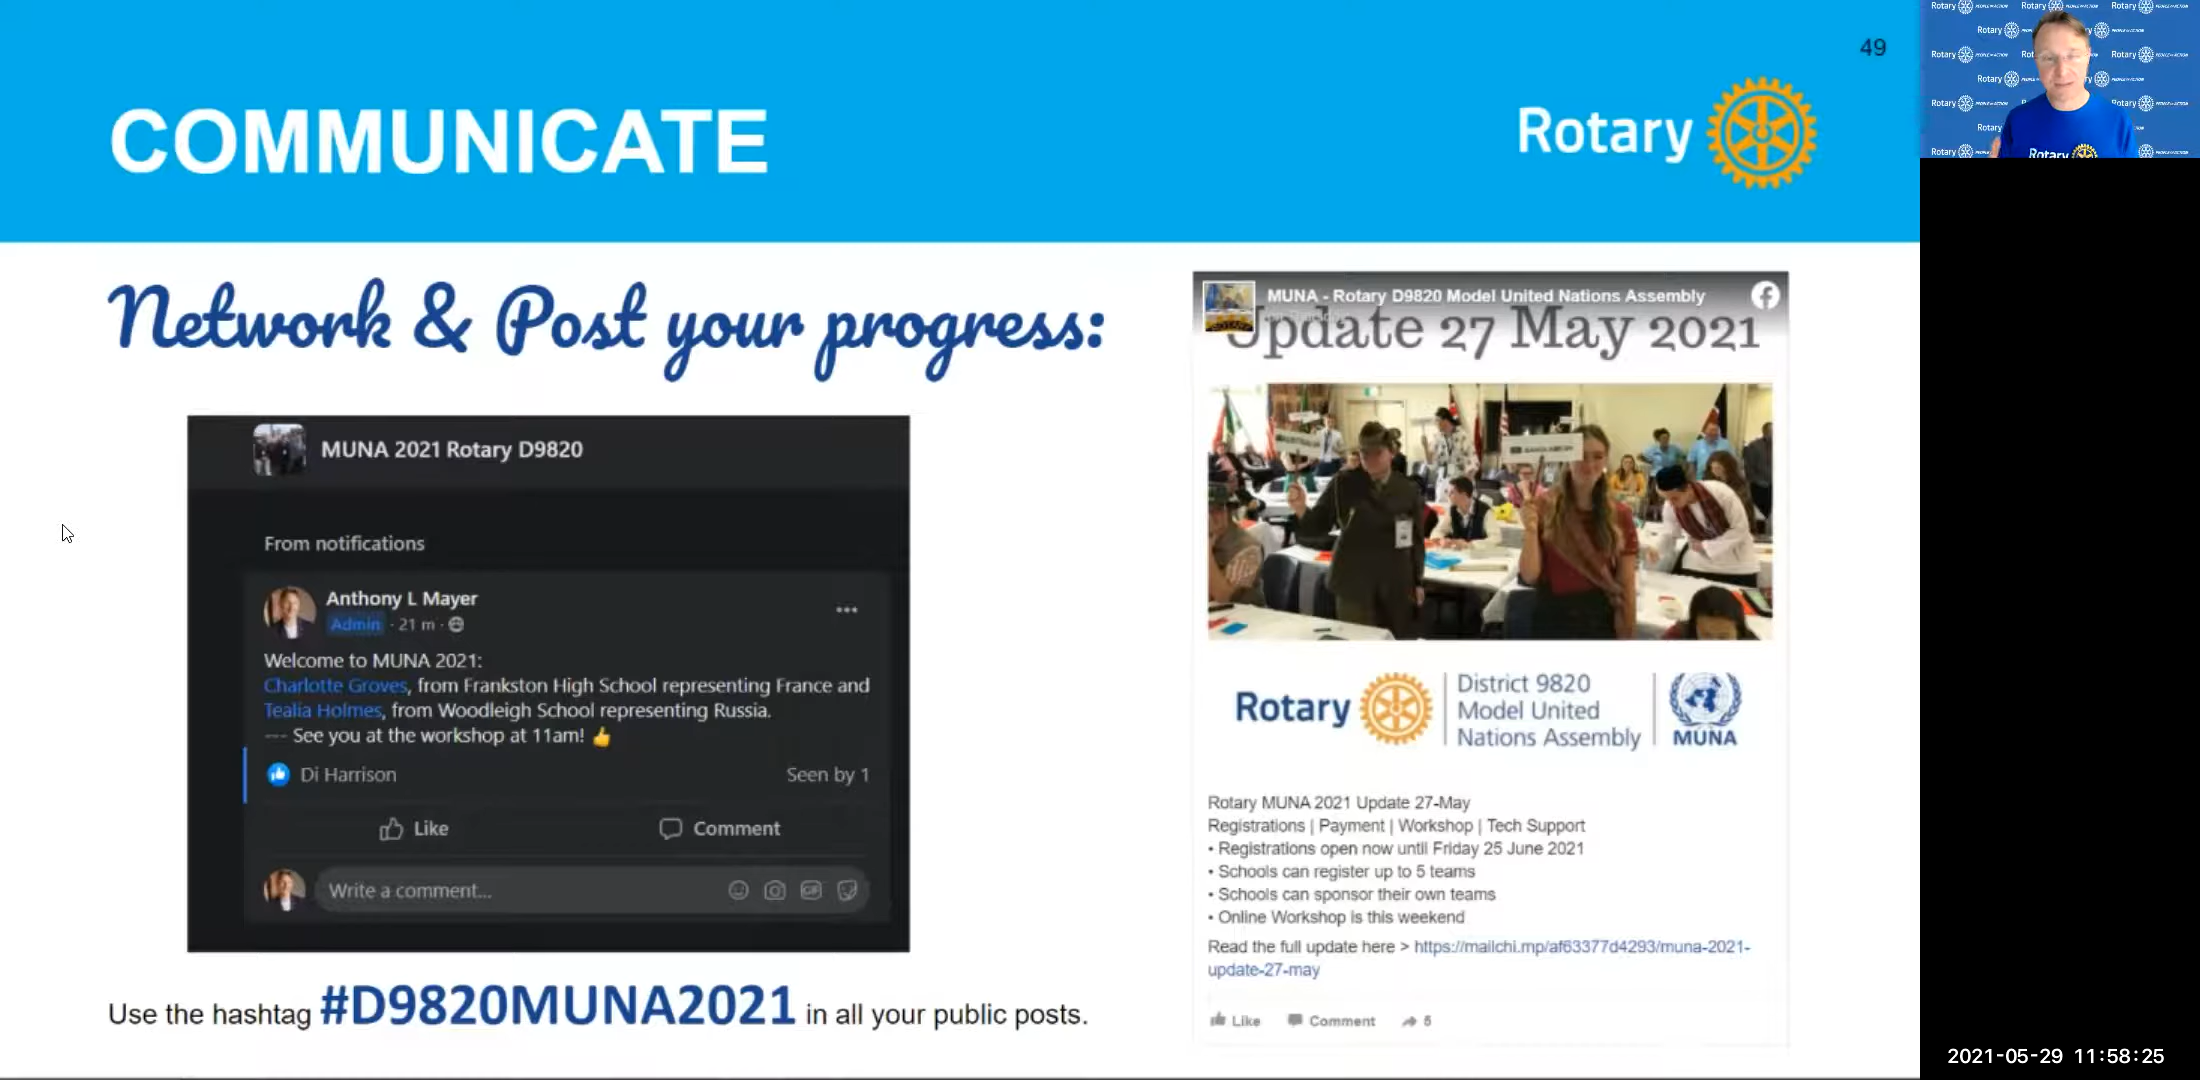 49
COMMUNICATE
Rotary
Network & Post your progress:
MUNA 2021 Rotary D9820
From notifications
Anthony L Mayer
Admin · 21 m ·
Welcome to MUNA 2021:
Charlotte Groves, from Frankston High School representing France and
Tealia Holmes, from Woodleigh School representing Russia.
--- See you at the workshop at 11am! 👍
Di Harrison
Seen by 1
Like
Comment
Write a comment...
GIF
Use the hashtag #D9820MUNA2021 in all your public posts.
MUNA - Rotary D9820 Model United Nations Assembly
Update 27 May 2021
Rotary
District 9820
Model United
Nations Assembly
MUNA
Rotary MUNA 2021 Update 27-May
Registrations | Payment | Workshop | Tech Support
• Registrations open now until Friday 25 June 2021
• Schools can register up to 5 teams
• Schools can sponsor their own teams
• Online Workshop is this weekend
Read the full update here > https://mailchi.mp/af63377d4293/muna-2021-
update-27-may
Like
Comment
5
Rotary
2021-05-29 11:58:25